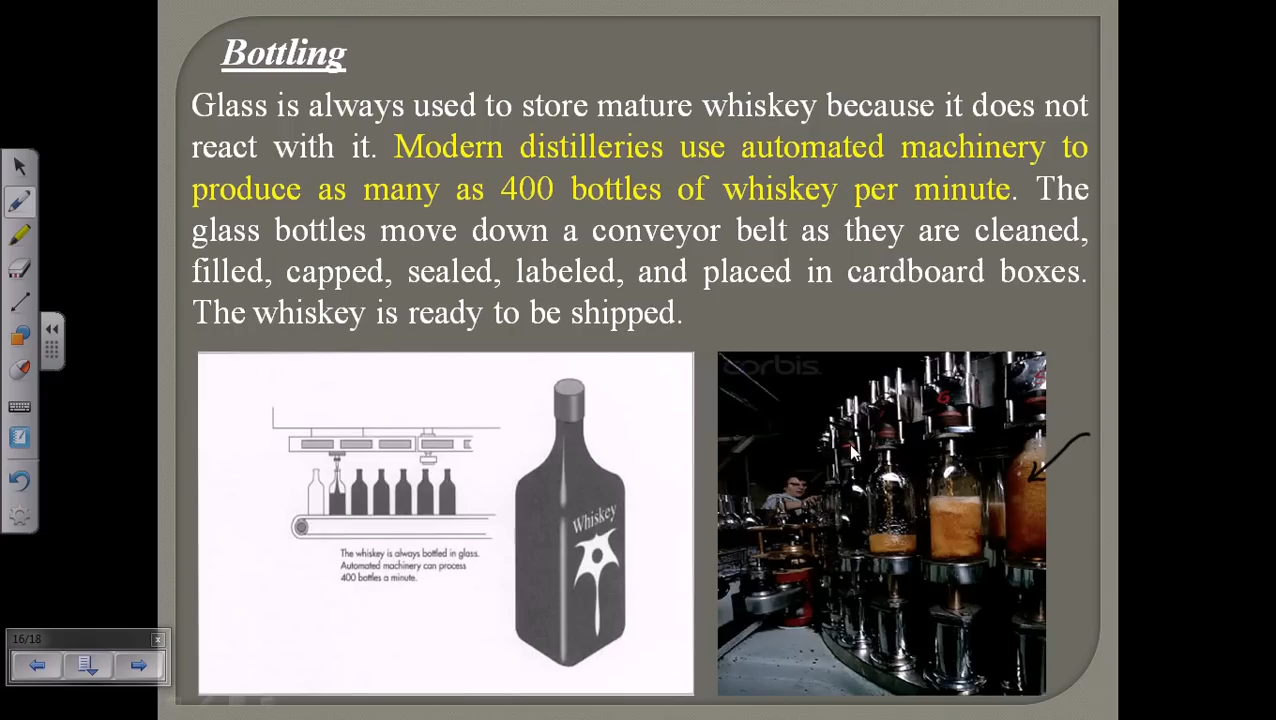 Bottling
Glass is always used to store mature whiskey because it does not
react with it. Modern distilleries use automated machinery to
produce as many as 400 bottles of whiskey per minute. The
glass bottles move down a conveyor belt as they are cleaned,
filled, capped, sealed, labeled, and placed in cardboard boxes.
The whiskey is ready to be shipped.
corbis.
Whiskey
The whiskey is always bottled in glass.
Automated machinery can process
400 bottles a minute.
16/18